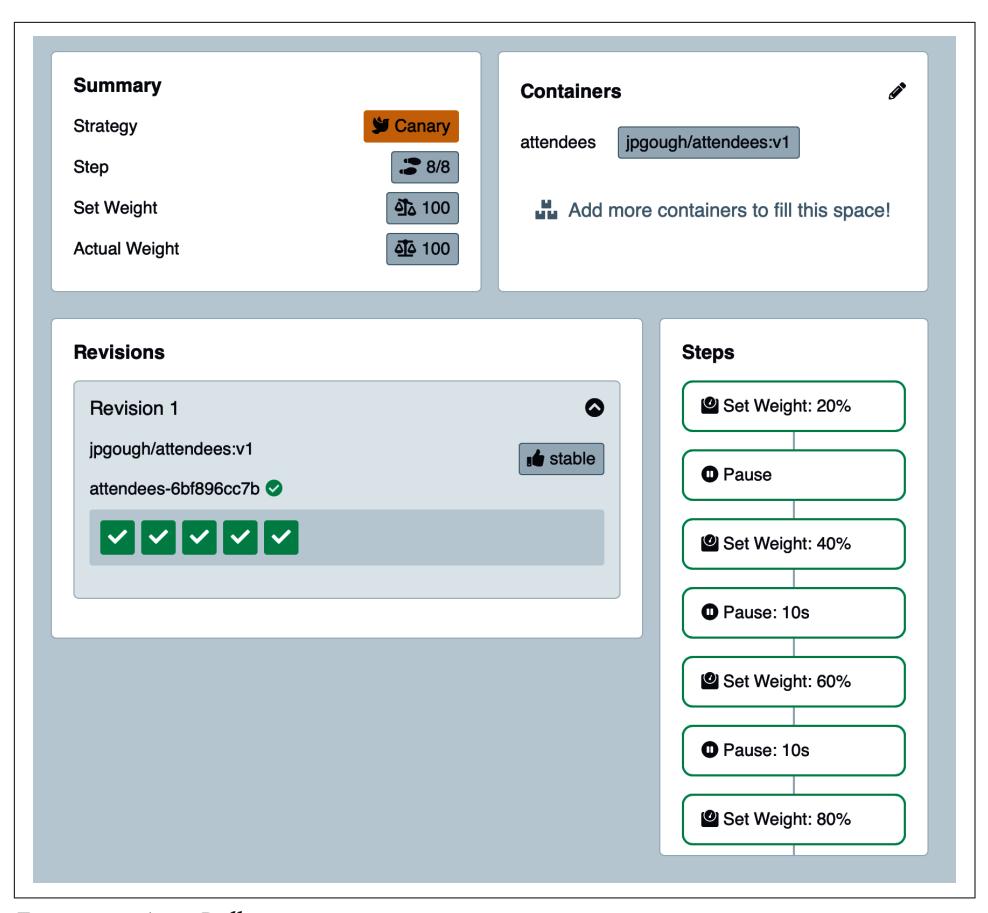 Summary
Strategy Canary
Step 8/8
Set Weight 100
Actual Weight 100
Containers
attendees jpgough/attendees:v1
Add more containers to fill this space!
Revisions
Revision 1
jpgough/attendees:v1
stable
attendees-6bf896cc7b
Steps
Set Weight: 20%
Pause
Set Weight: 40%
Pause: 10s
Set Weight: 60%
Pause: 10s
Set Weight: 80%